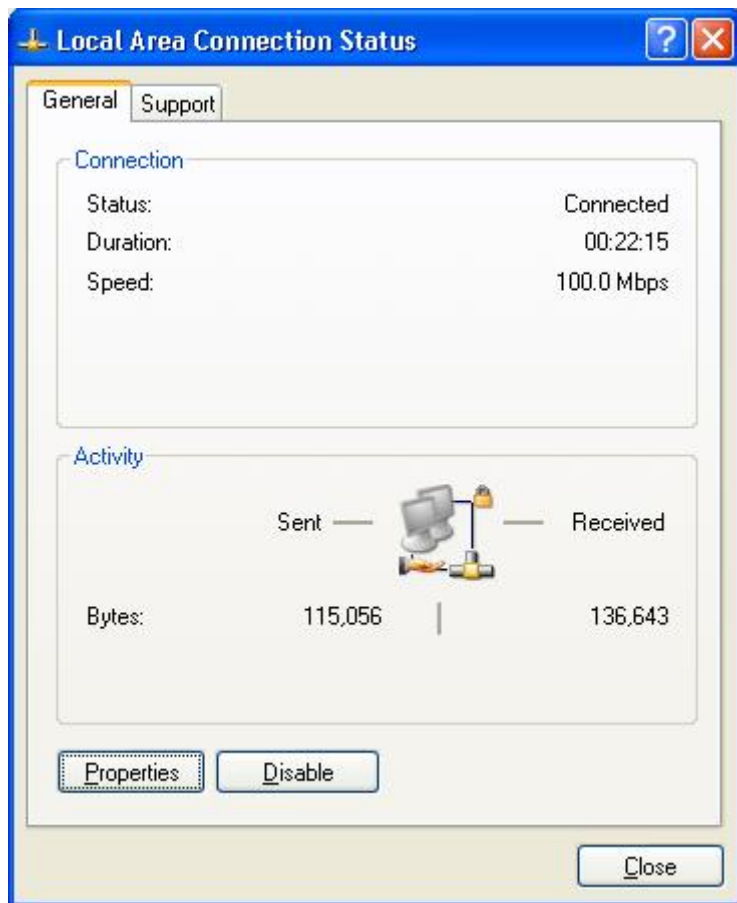 Local Area Connection Status
General Support
Connection
Status: Connected
Duration: 00:22:15
Speed: 100.0 Mbps
Activity
Sent Received
Bytes: 115,056 136,643
Properties Disable
Close